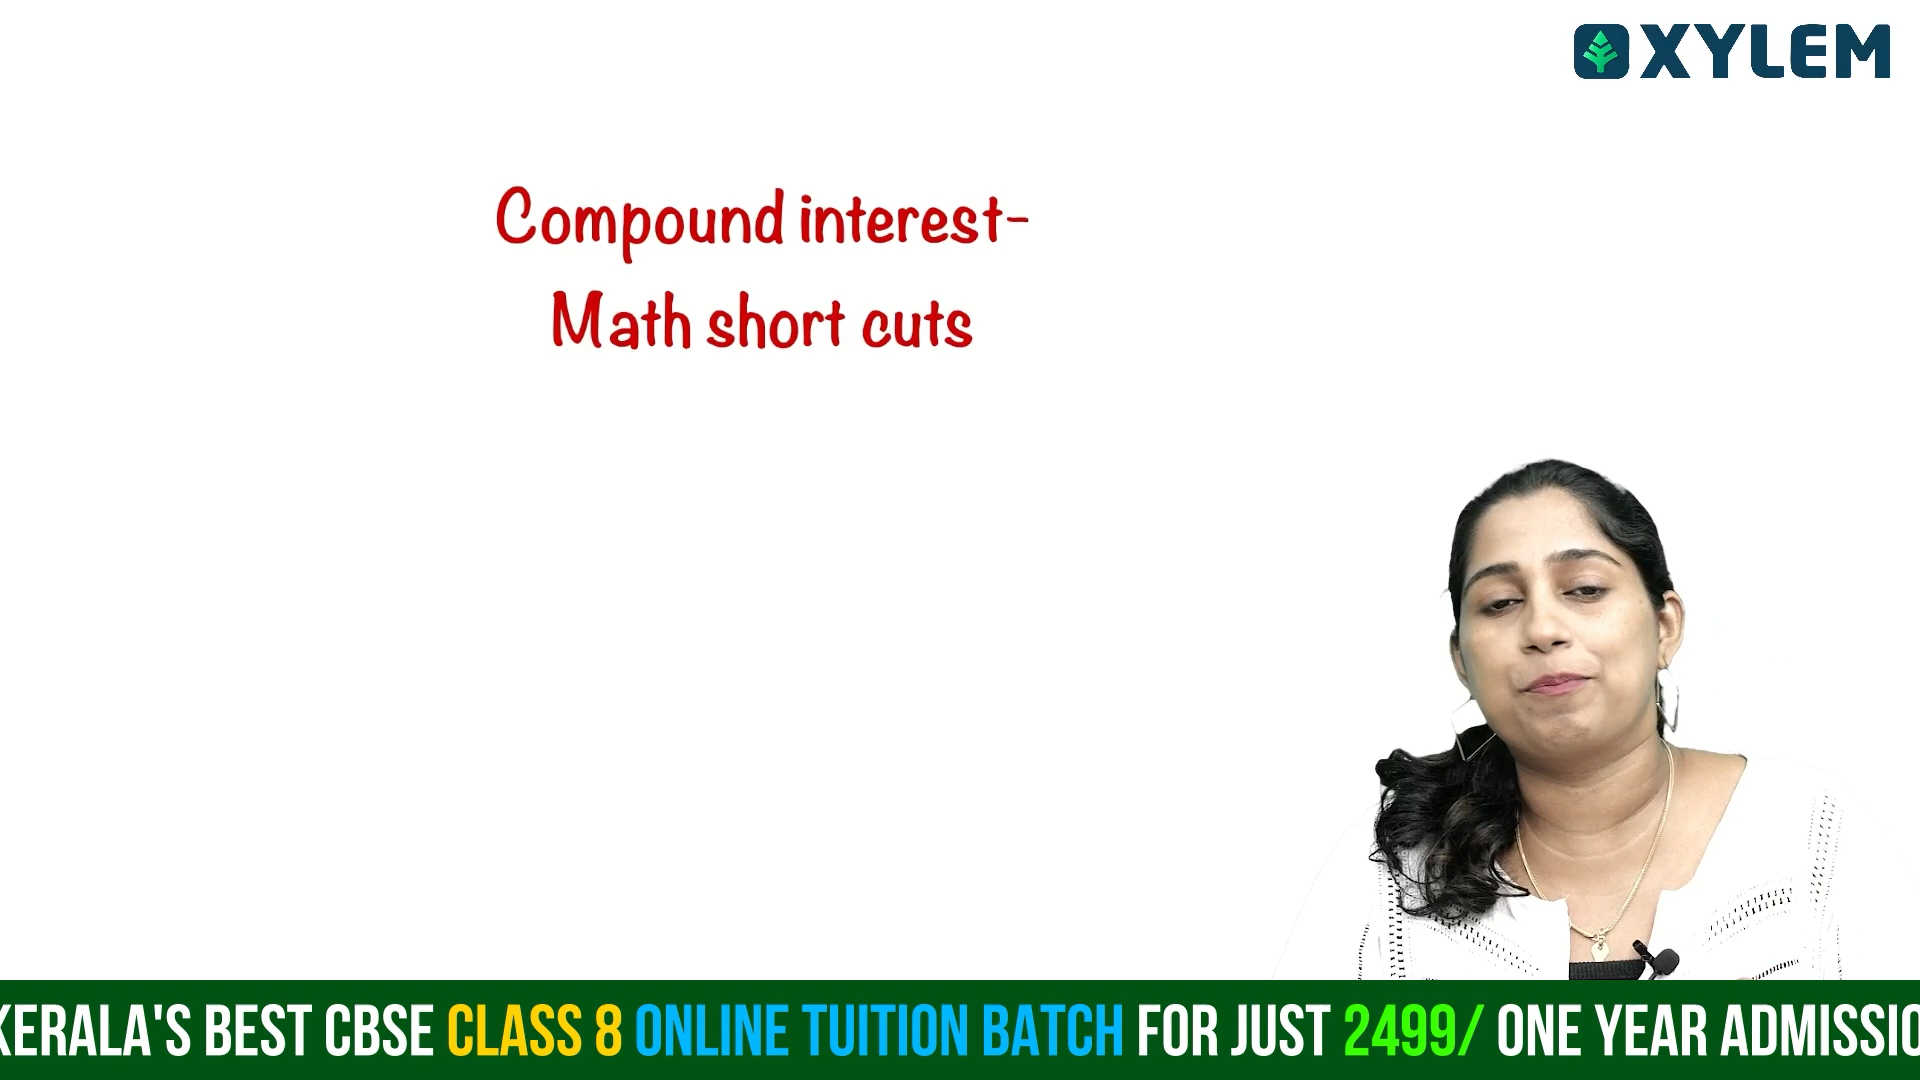 XYLEM
Compound interest-
Math short cuts
KERALA'S BEST CBSE CLASS 8 ONLINE TUITION BATCH FOR JUST 2499/ ONE YEAR ADMISSIO